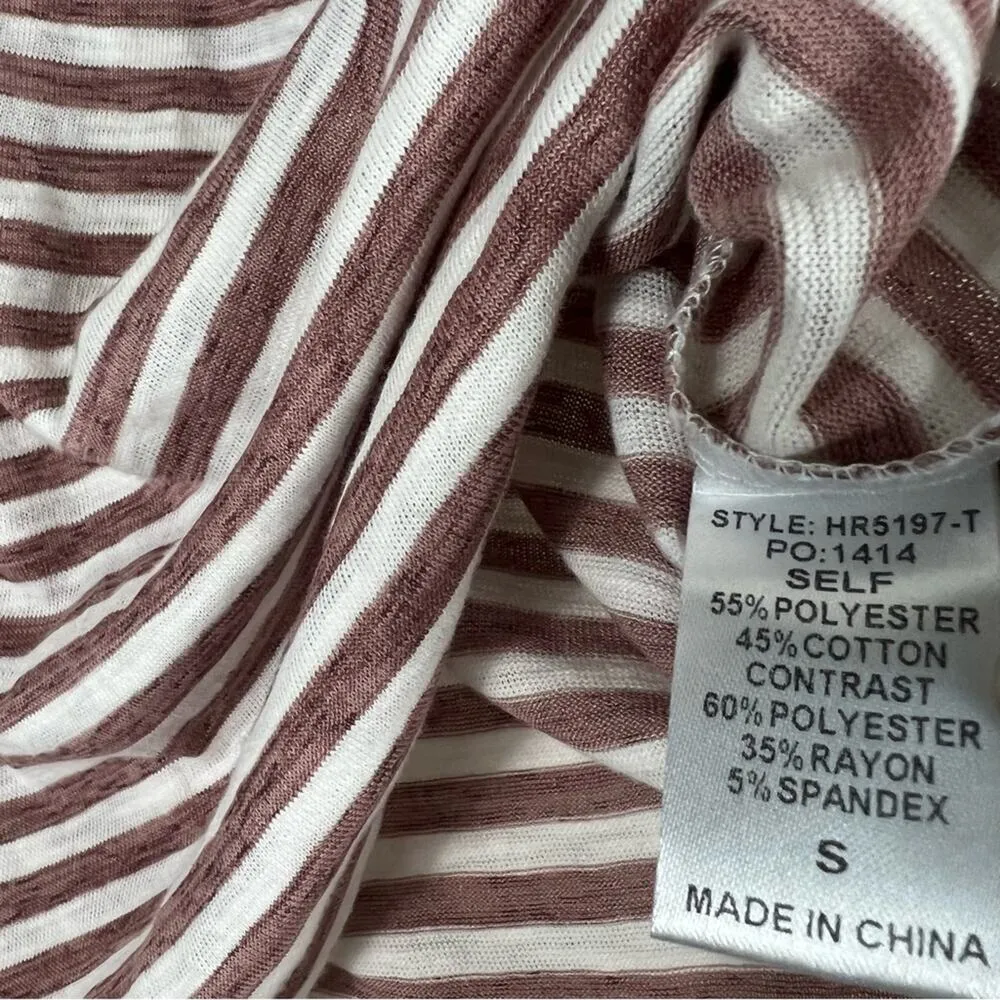 STYLE: HR5197-T
PO:1414
SELF
55% POLYESTER
45% COTTON
CONTRAST
60% POLYESTER
35% RAYON
5% SPANDEX
S
MADE IN CHINA